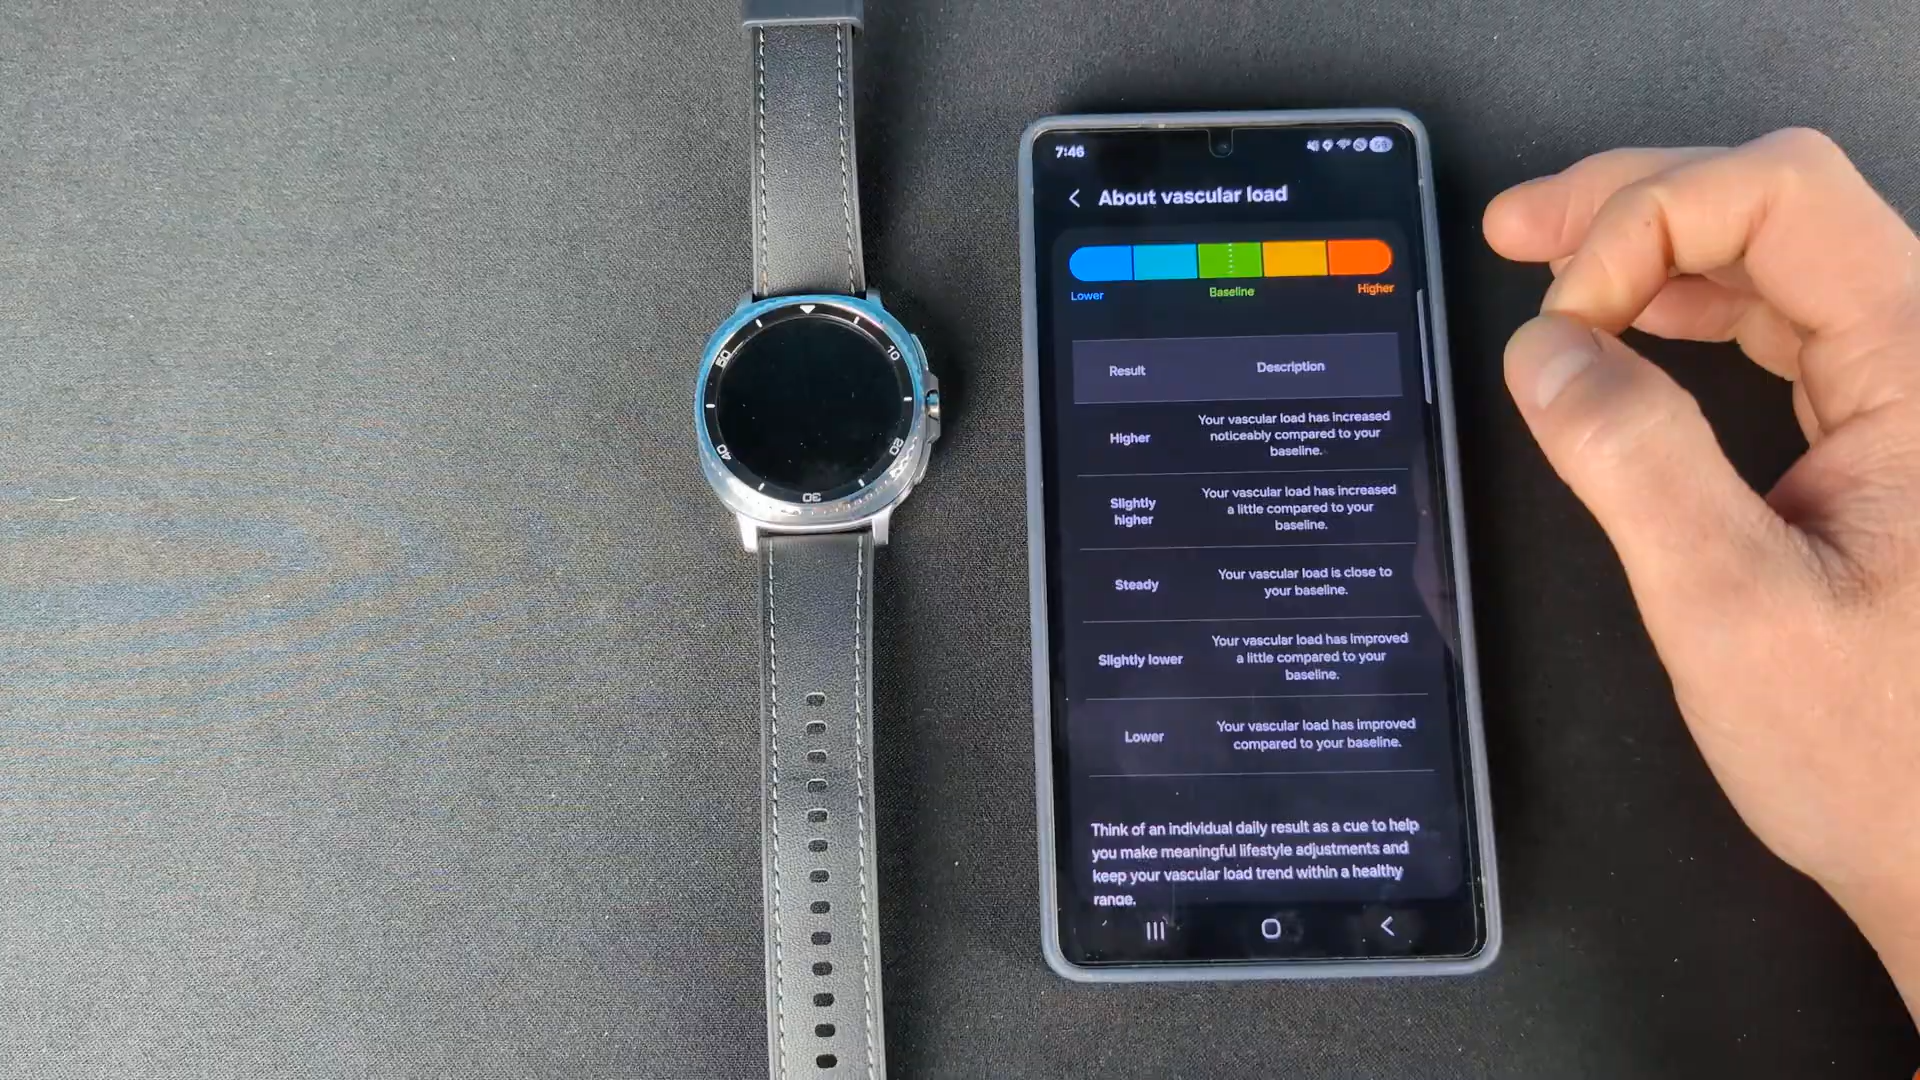 7:46
59
About vascular load
Lower
Baseline
Higher
Result
Description
Higher
Your vascular load has increased
noticeably compared to your
baseline.
Slightly
higher
Your vascular load has increased
a little compared to your
baseline.
Steady
Your vascular load is close to
your baseline.
Slightly lower
Your vascular load has improved
a little compared to your
baseline.
Lower
Your vascular load has improved
compared to your baseline.
Think of an individual daily result as a cue to help
you make meaningful lifestyle adjustments and
keep your vascular load trend within a healthy
range.
10
20
30
40
50